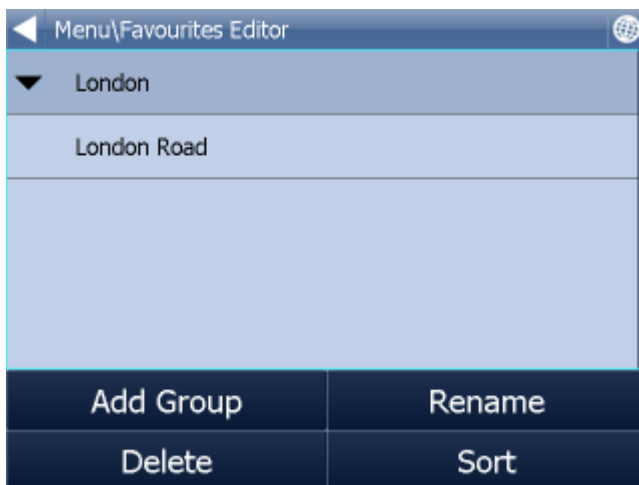 Menu\Favourites Editor
London
London Road
Add Group Rename
Delete Sort